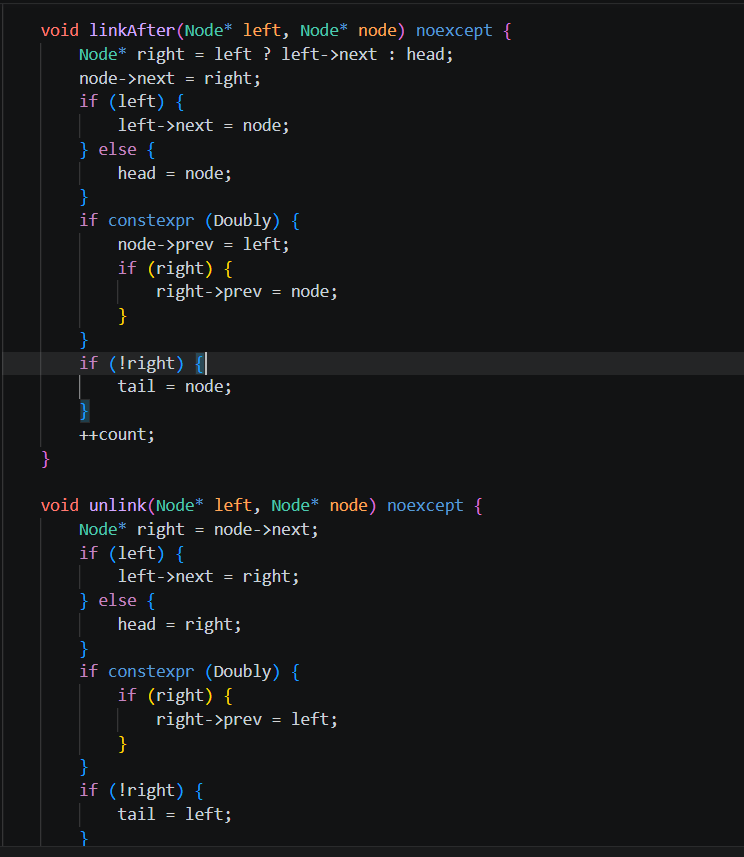 void linkAfter(Node* left, Node* node) noexcept {
    Node* right = left ? left->next : head;
    node->next = right;
    if (left) {
        left->next = node;
    } else {
        head = node;
    }
    if constexpr (Doubly) {
        node->prev = left;
        if (right) {
            right->prev = node;
        }
    }
    if (!right) {
        tail = node;
    }
    ++count;
}

void unlink(Node* left, Node* node) noexcept {
    Node* right = node->next;
    if (left) {
        left->next = right;
    } else {
        head = right;
    }
    if constexpr (Doubly) {
        if (right) {
            right->prev = left;
        }
    }
    if (!right) {
        tail = left;
    }